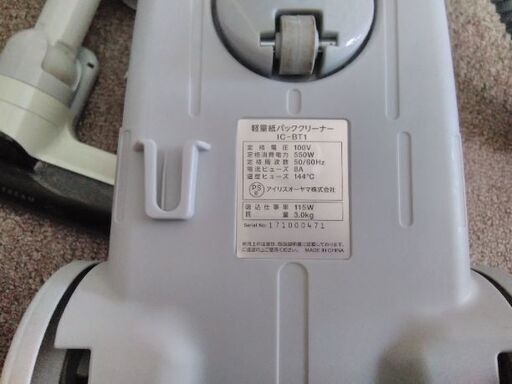 軽量紙パッククリーナー
IC-BT1
定格電圧 100V
定格消費電力 550W
定格周波数 50/60Hz
電流ヒューズ 8A
温度ヒューズ 144℃
PSE
アイリスオーヤマ株式会社
吸込仕事率 115W
質量 3.0kg
Serial No.: 171000471
MADE IN CHINA